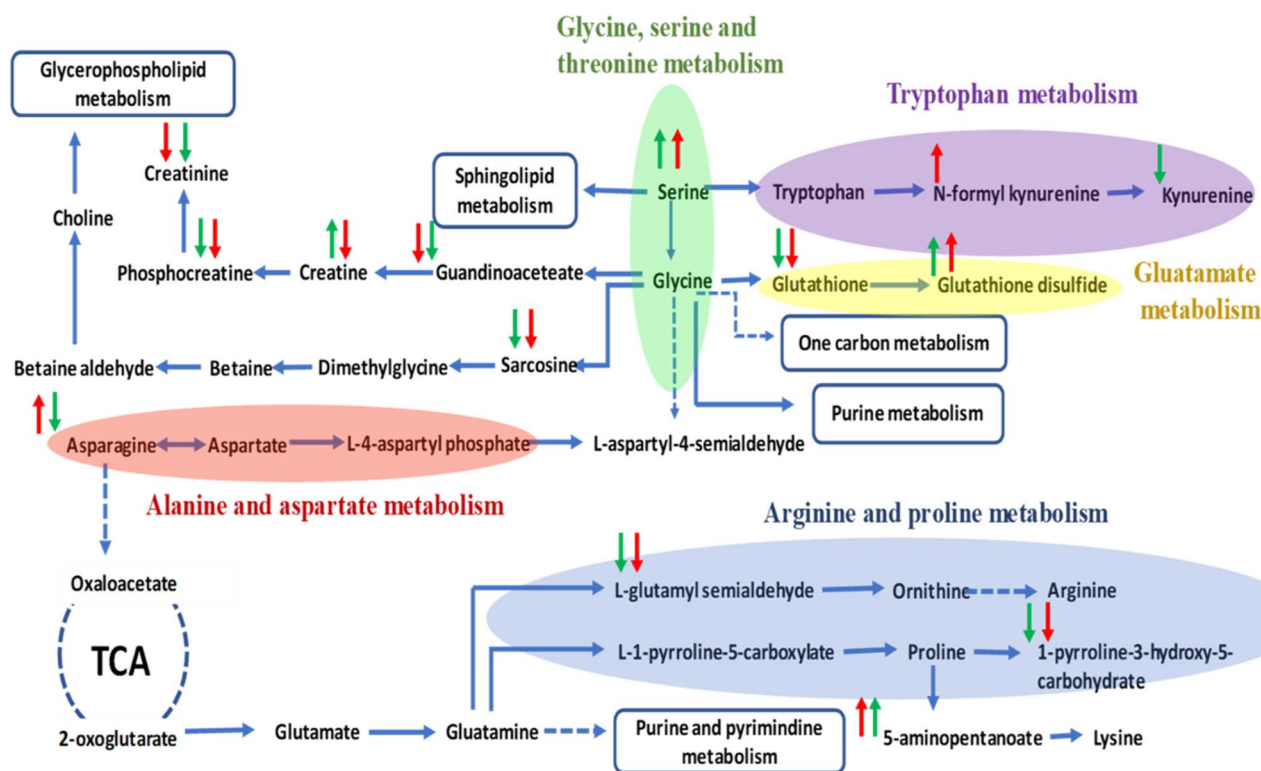 Glycine, serine and
threonine metabolism
Glycerophospholipid
metabolism
Tryptophan metabolism
Creatinine
Sphingolipid
metabolism
Serine
Tryptophan
N-formyl kynurenine
Kynurenine
Choline
Phosphocreatine
Creatine
Guandinoaceteate
Glycine
Glutathione
Glutathione disulfide
Gluatamate
metabolism
One carbon metabolism
Betaine aldehyde
Betaine
Dimethylglycine
Sarcosine
Purine metabolism
Asparagine
Aspartate
L-4-aspartyl phosphate
L-aspartyl-4-semialdehyde
Alanine and aspartate metabolism
Arginine and proline metabolism
Oxaloacetate
L-glutamyl semialdehyde
Ornithine
Arginine
TCA
L-1-pyrroline-5-carboxylate
Proline
1-pyrroline-3-hydroxy-5-
carbohydrate
2-oxoglutarate
Glutamate
Gluatamine
Purine and pyrimindine
metabolism
5-aminopentanoate
Lysine